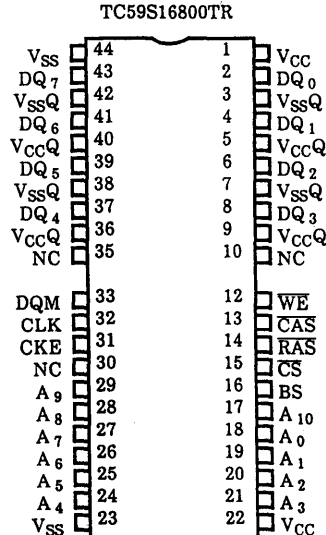 TC59S16800TR
VSS 44 1 VCC
DQ7 43 2 DQ0
VSSQ 42 3 VSSQ
DQ6 41 4 DQ1
VCCQ 40 5 VCCQ
DQ5 39 6 DQ2
VSSQ 38 7 VSSQ
DQ4 37 8 DQ3
VCCQ 36 9 VCCQ
NC 35 10 NC
DQM 33 12 W̅E̅
CLK 32 13 C̅A̅S̅
CKE 31 14 R̅A̅S̅
NC 30 15 C̅S̅
A9 29 16 BS
A8 28 17 A10
A7 27 18 A0
A6 26 19 A1
A5 25 20 A2
A4 24 21 A3
VSS 23 22 VCC